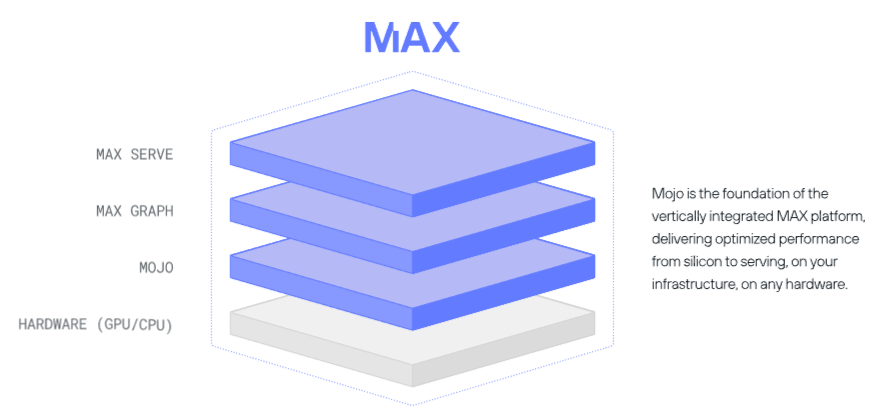 MAX
MAX SERVE
MAX GRAPH
MOJO
HARDWARE (GPU/CPU)
Mojo is the foundation of the
vertically integrated MAX platform,
delivering optimized performance
from silicon to serving, on your
infrastructure, on any hardware.